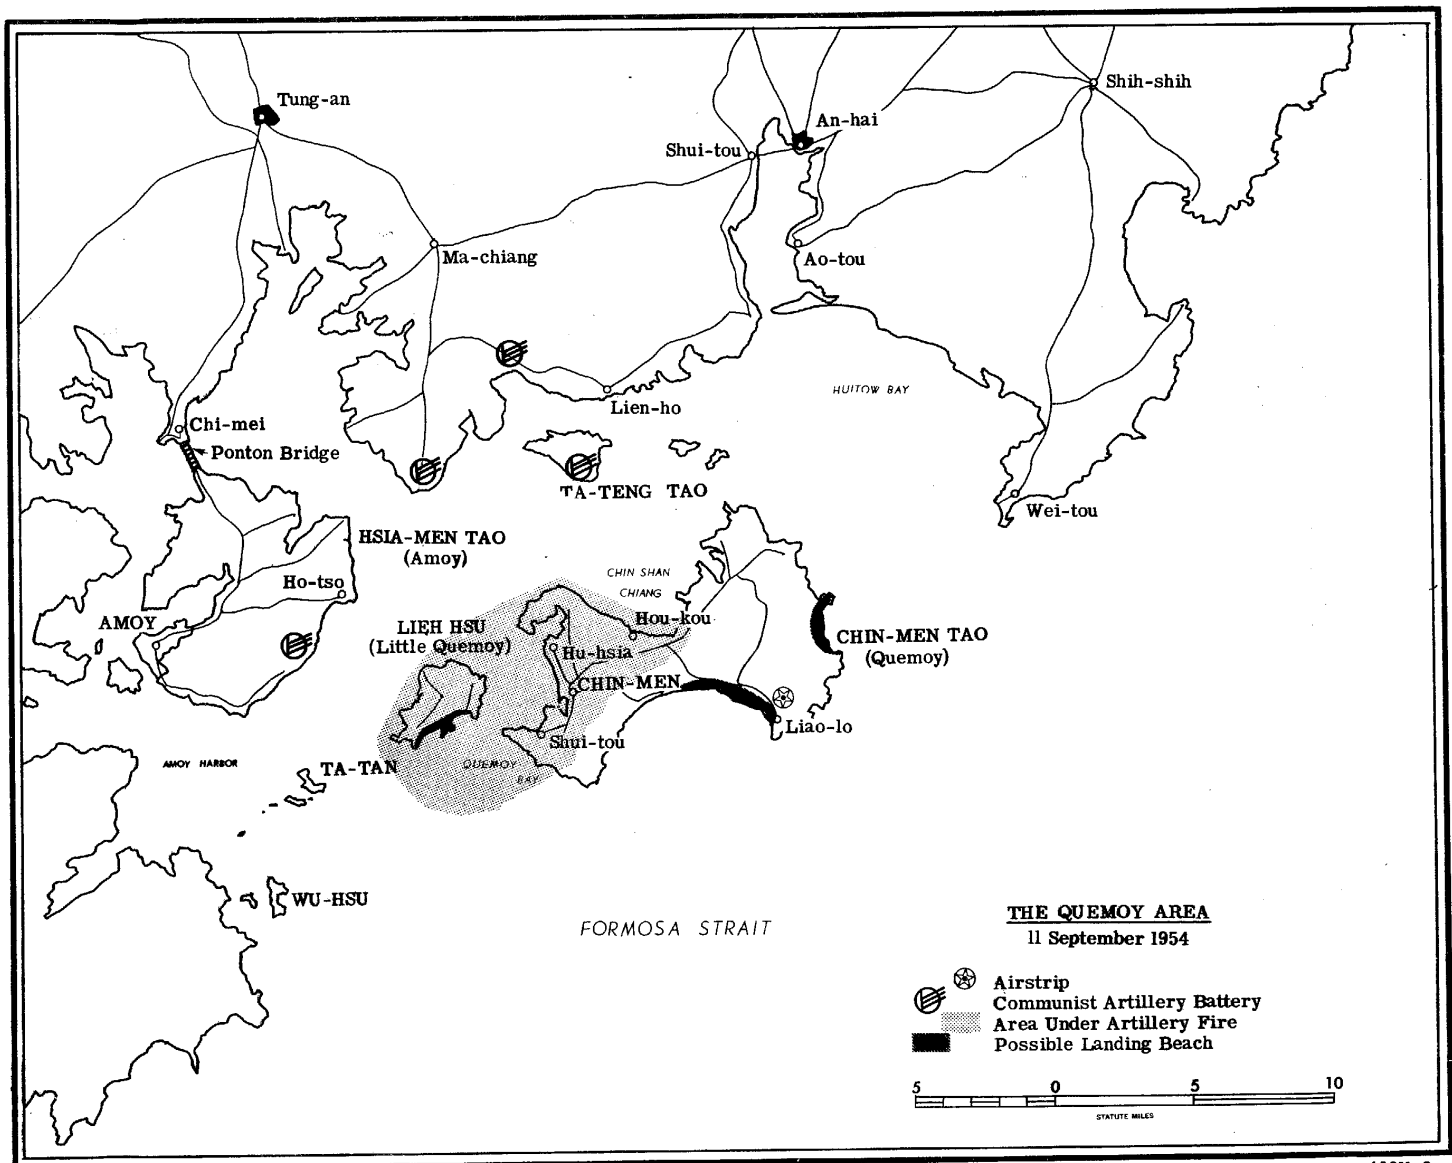 Tung-an
Shih-shih
An-hai
Shui-tou
Ma-chiang
Ao-tou
HUITOW BAY
Lien-ho
Chi-mei
Ponton Bridge
TA-TENG TAO
Wei-tou
HSIA-MEN TAO
(Amoy)
CHIN SHAN
CHIANG
Ho-tso
AMOY
LIEH HSU
(Little Quemoy)
Hou-kou
Hu-hsia
CHIN-MEN TAO
(Quemoy)
CHIN-MEN
Liao-lo
Shui-tou
QUEMOY
BAY
AMOY HARBOR
TA-TAN
WU-HSU
FORMOSA STRAIT
THE QUEMOY AREA
11 September 1954
Airstrip
Communist Artillery Battery
Area Under Artillery Fire
Possible Landing Beach
5 0 5 10
STATUTE MILES